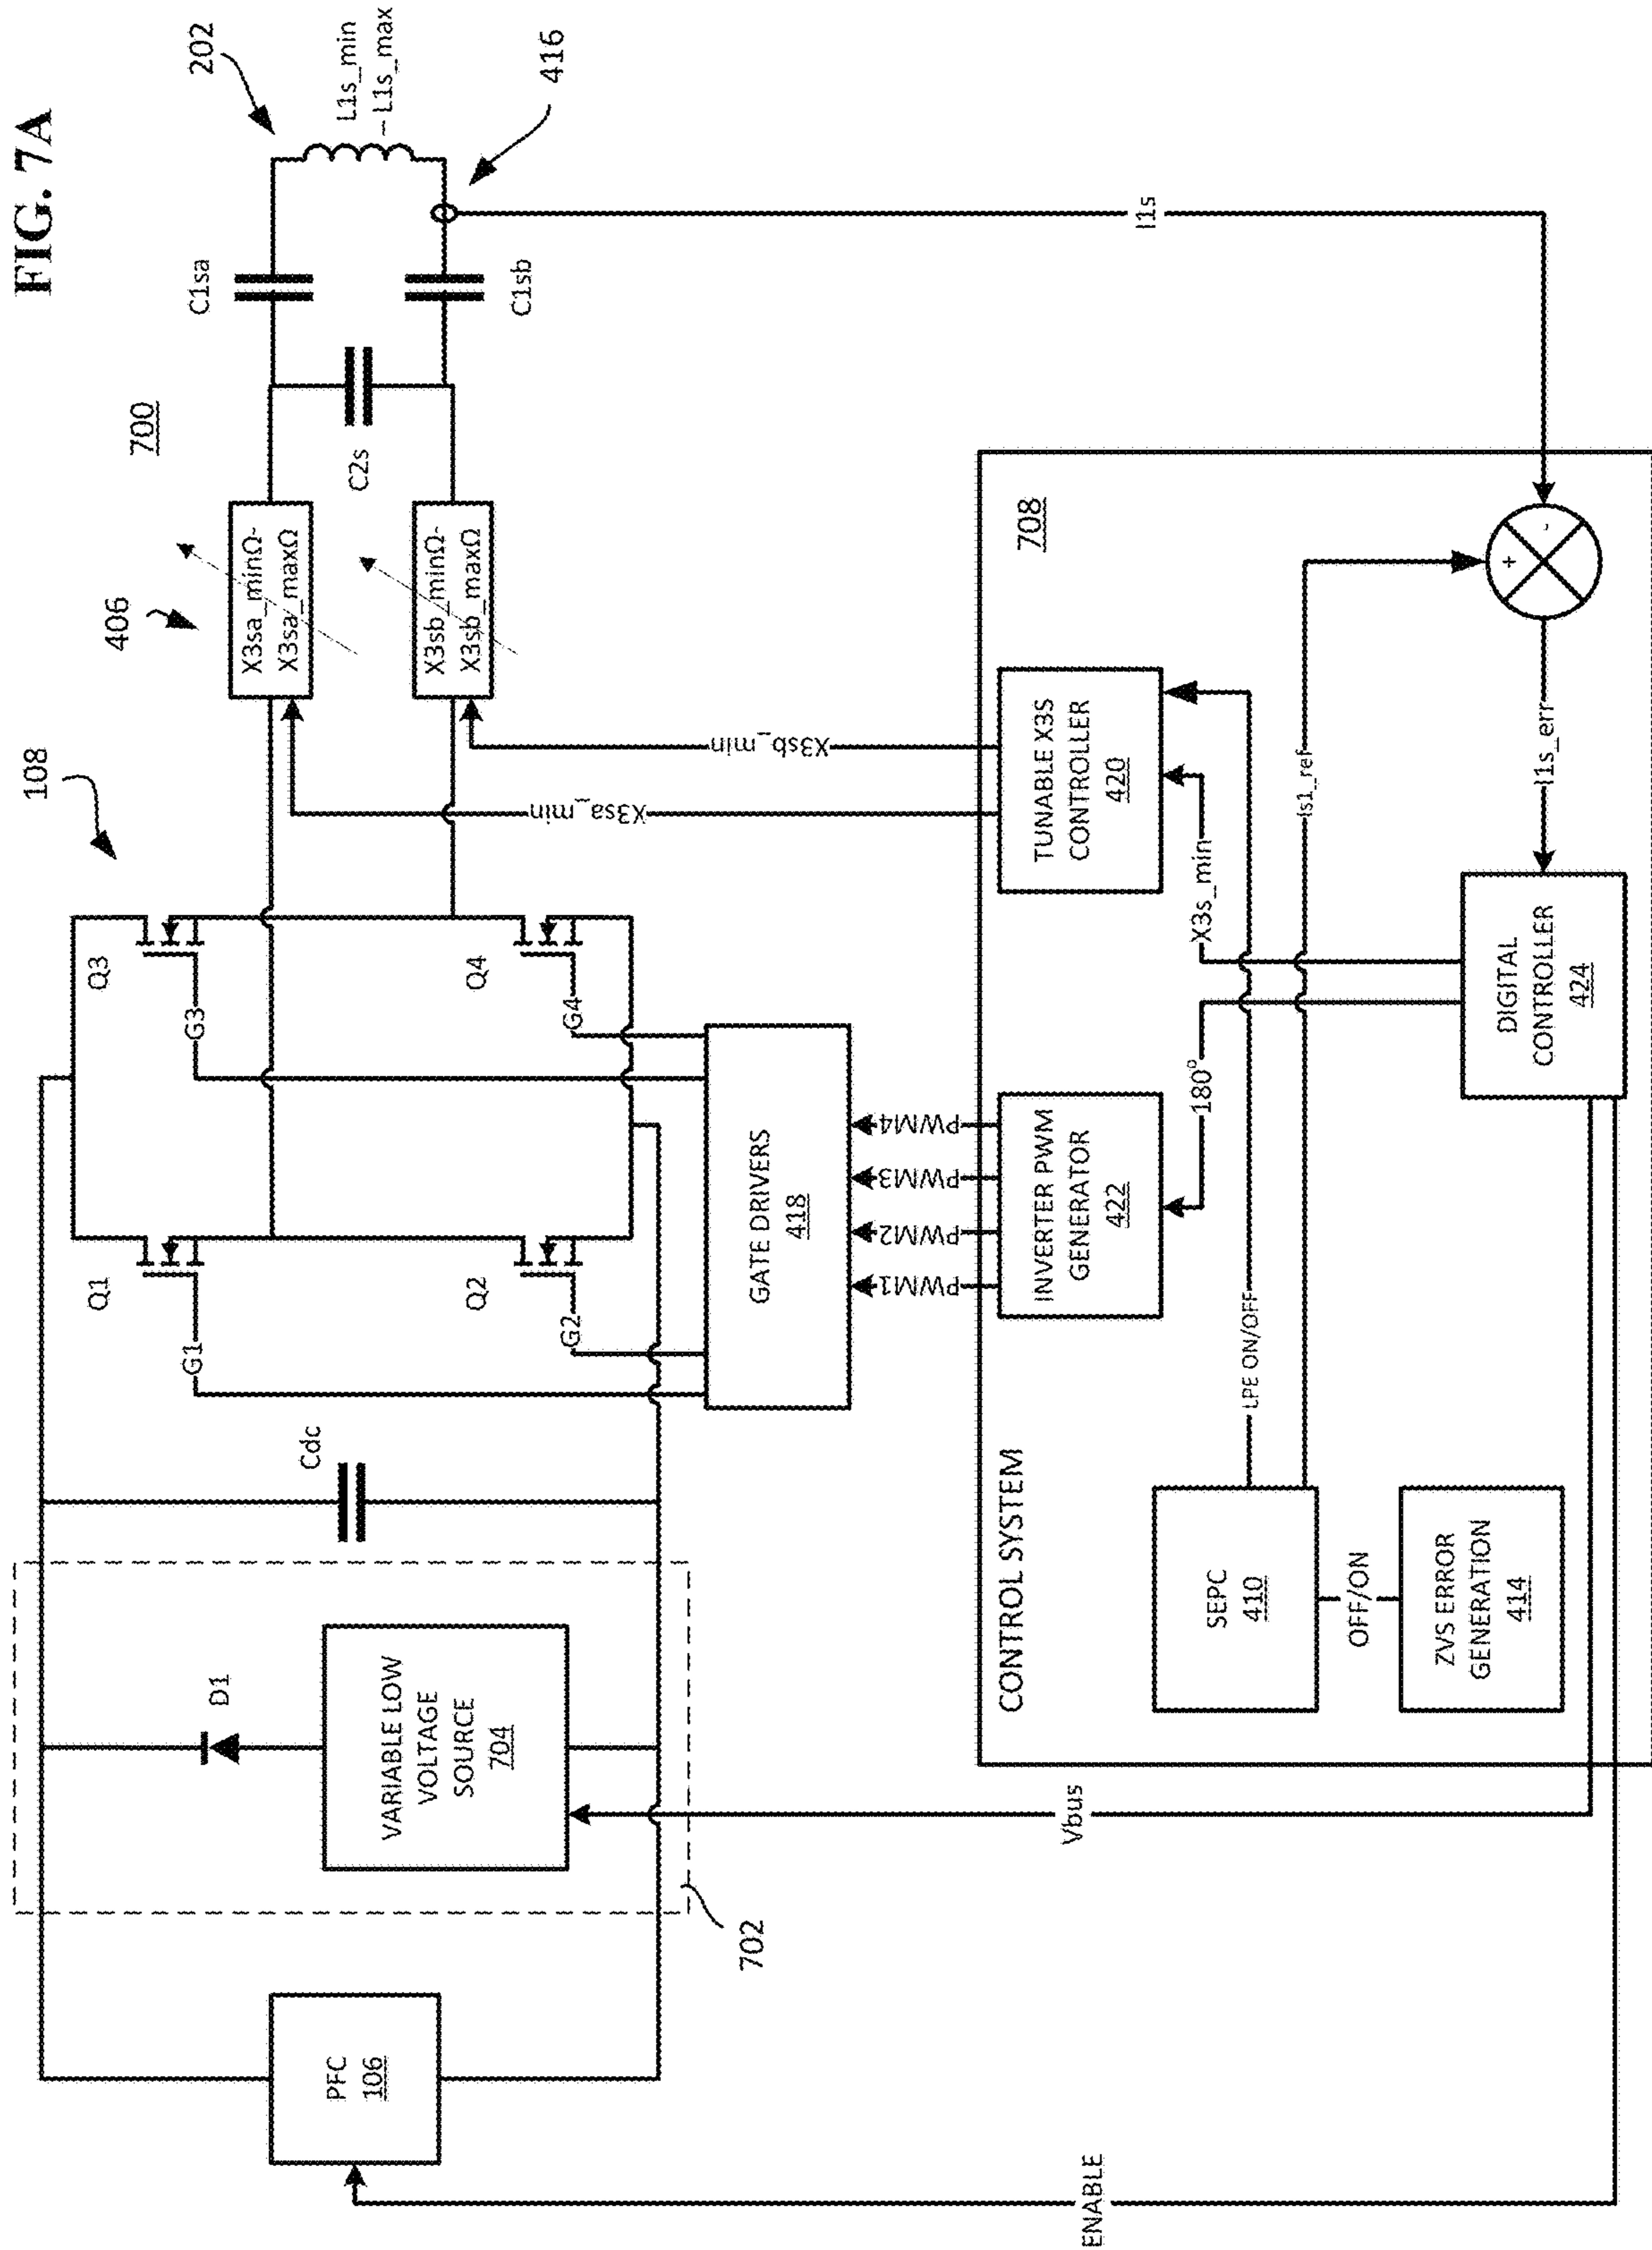 FIG. 7A
700
108
406
202
416
702
PFC
106
D1
VARIABLE LOW
VOLTAGE
SOURCE
704
Cdc
Q1
Q3
Q2
Q4
G1
G3
G2
G4
X3sa_minΩ-
X3sa_maxΩ
X3sb_minΩ-
X3sb_maxΩ
C2s
C1sa
C1sb
L1s_min
– L1s_max
GATE DRIVERS
418
PWM1
PWM2
PWM3
PWM4
X3sa_min
X3sb_min
I1s
Vbus
ENABLE
CONTROL SYSTEM
708
INVERTER PWM
GENERATOR
422
TUNABLE X3S
CONTROLLER
420
SEPC
410
OFF/ON
ZVS ERROR
GENERATION
414
LPE ON/OFF
Is1_ref
180°
X3s_min
DIGITAL
CONTROLLER
424
I1s_err
+
-